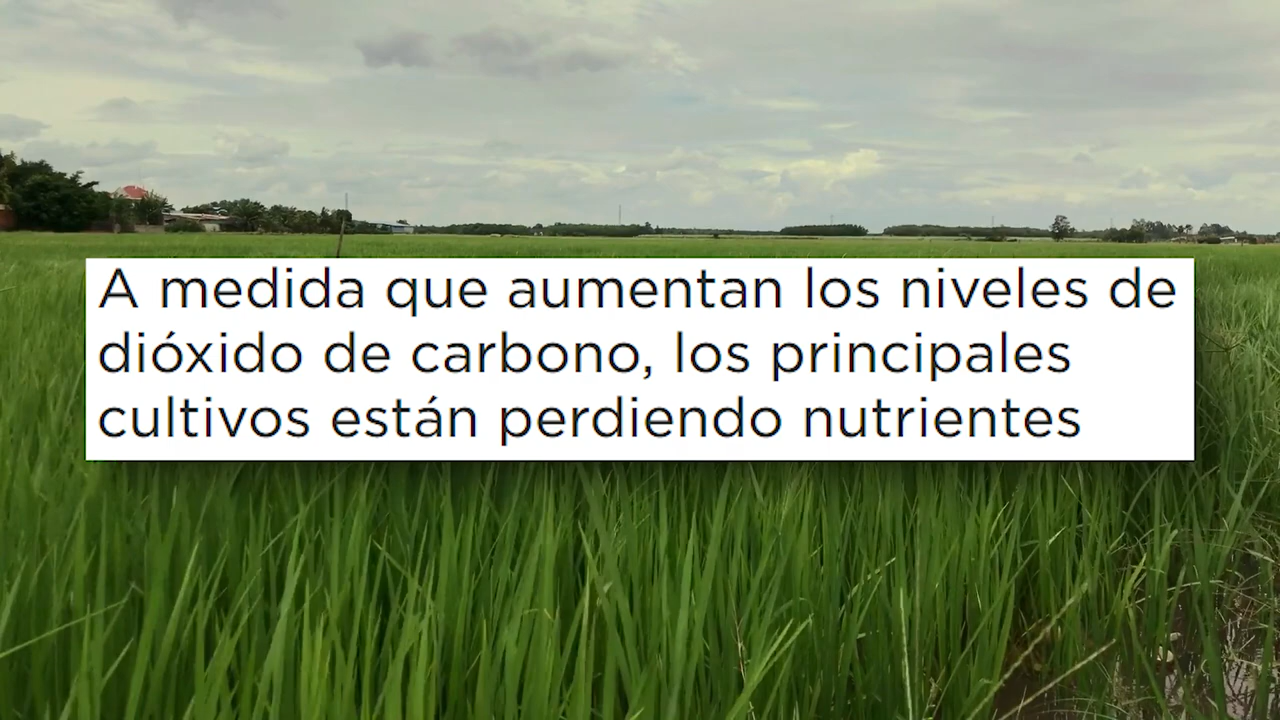 A medida que aumentan los niveles de
dióxido de carbono, los principales
cultivos están perdiendo nutrientes